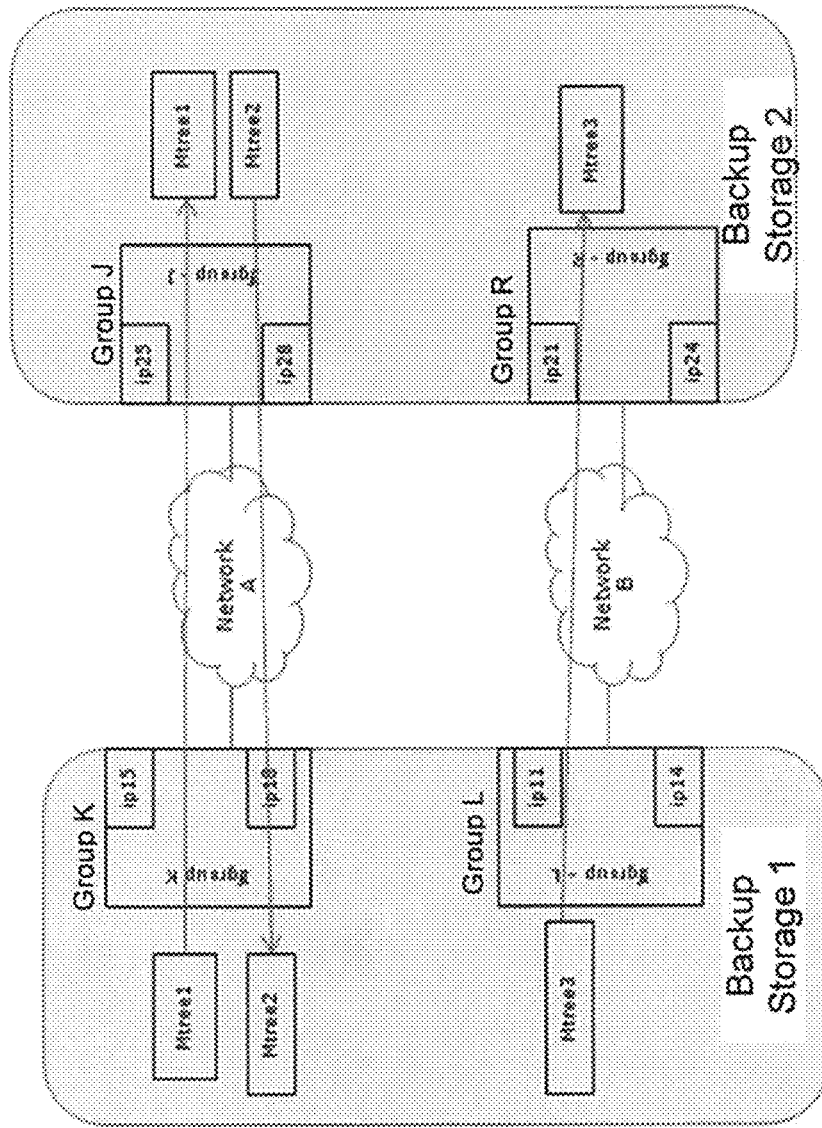 Group K
ip15
ip18
Mtree1
Mtree2
Group L
ip11
ip14
Mtree3
Backup
Storage 1
Network
A
Network
B
Group J
ip25
ip28
Mtree1
Mtree2
Group R
ip21
ip24
Mtree3
Backup
Storage 2